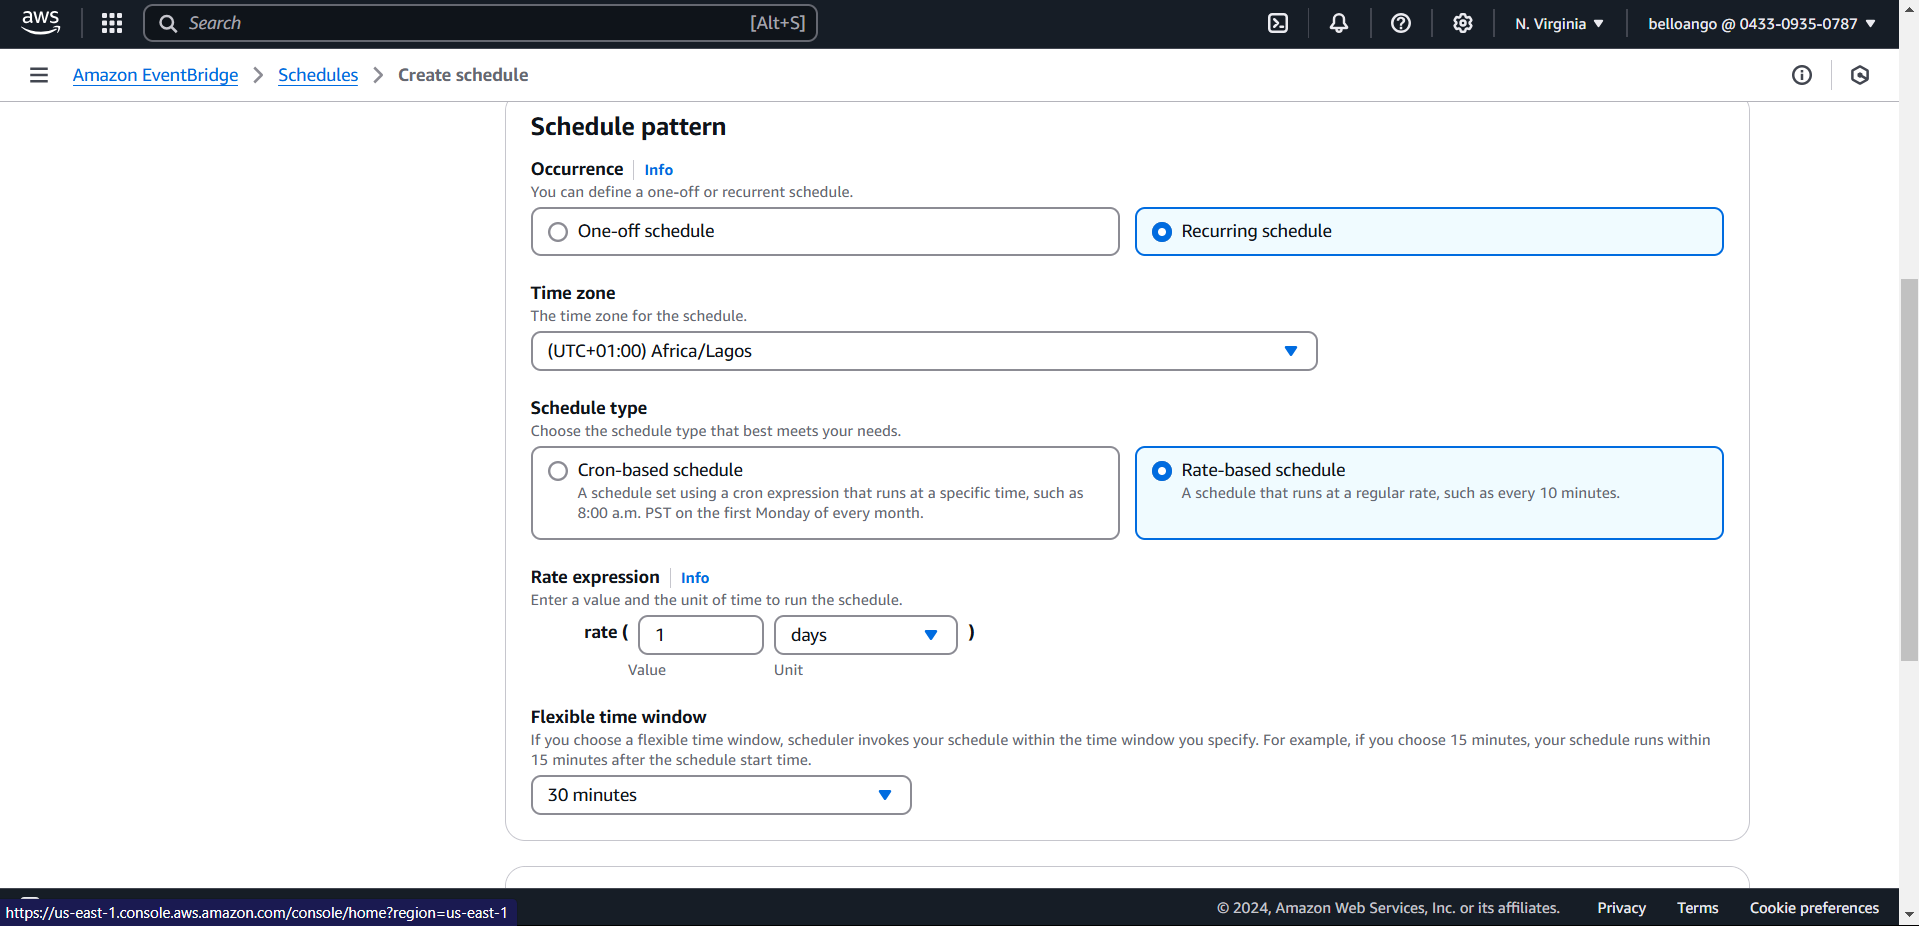 aws
Search [Alt+S]
N. Virginia
belloango @ 0433-0935-0787
Amazon EventBridge
Schedules
Create schedule
Schedule pattern
Occurrence Info
You can define a one-off or recurrent schedule.
One-off schedule
Recurring schedule
Time zone
The time zone for the schedule.
(UTC+01:00) Africa/Lagos
Schedule type
Choose the schedule type that best meets your needs.
Cron-based schedule
A schedule set using a cron expression that runs at a specific time, such as
8:00 a.m. PST on the first Monday of every month.
Rate-based schedule
A schedule that runs at a regular rate, such as every 10 minutes.
Rate expression Info
Enter a value and the unit of time to run the schedule.
rate ( 1 days )
Value Unit
Flexible time window
If you choose a flexible time window, scheduler invokes your schedule within the time window you specify. For example, if you choose 15 minutes, your schedule runs within
15 minutes after the schedule start time.
30 minutes
https://us-east-1.console.aws.amazon.com/console/home?region=us-east-1
© 2024, Amazon Web Services, Inc. or its affiliates. Privacy Terms Cookie preferences